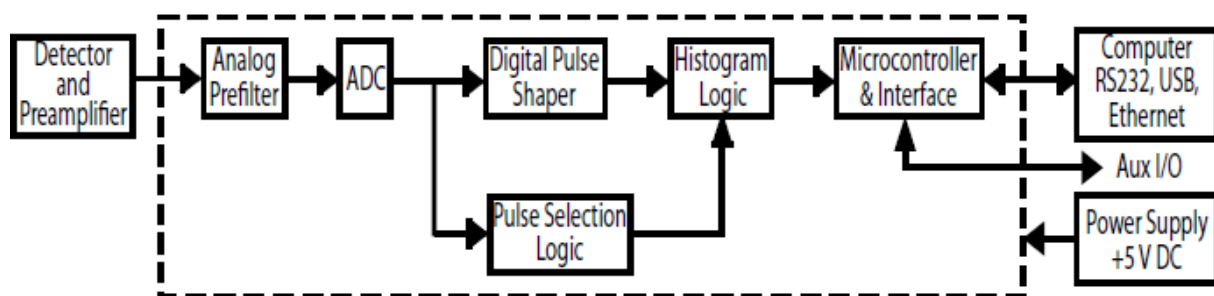 Detector
and
Preamplifier
Analog
Prefilter
ADC
Digital Pulse
Shaper
Histogram
Logic
Microcontroller
& Interface
Computer
RS232, USB,
Ethernet
Aux I/O
Pulse Selection
Logic
Power Supply
+5 V DC